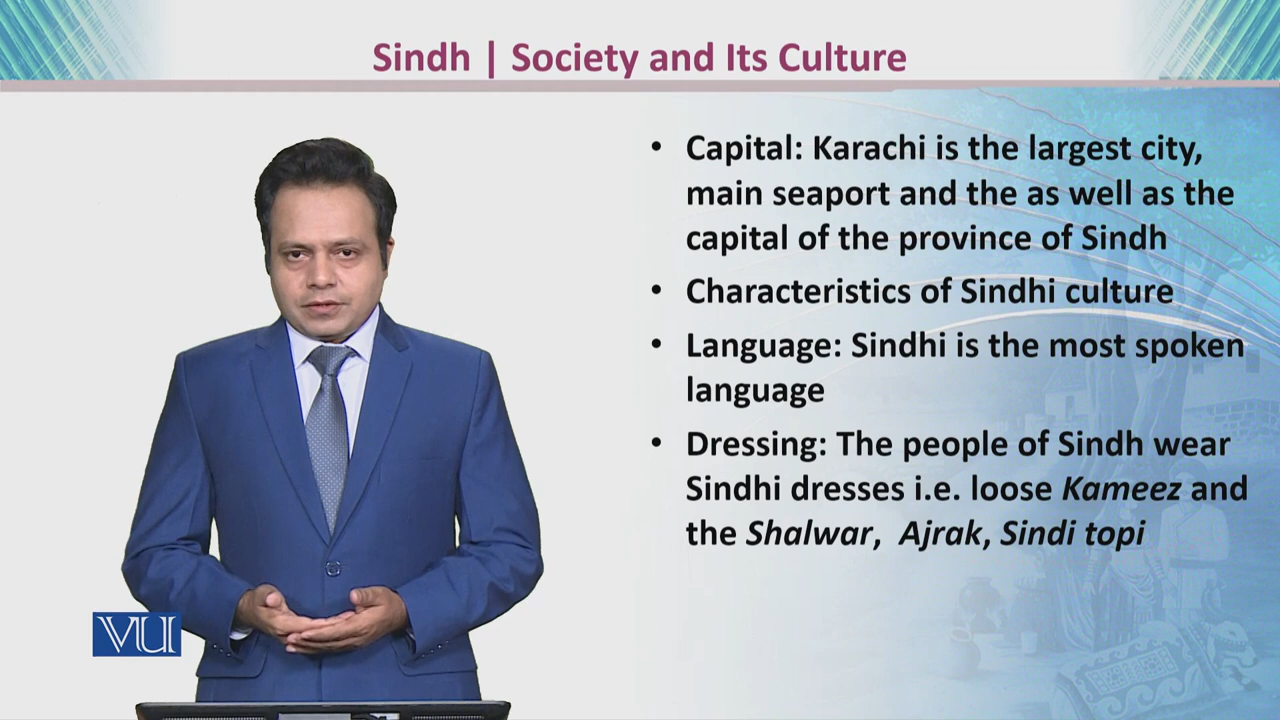 Sindh | Society and Its Culture
• Capital: Karachi is the largest city,
main seaport and the as well as the
capital of the province of Sindh
• Characteristics of Sindhi culture
• Language: Sindhi is the most spoken
language
• Dressing: The people of Sindh wear
Sindhi dresses i.e. loose Kameez and
the Shalwar, Ajrak, Sindi topi
VU